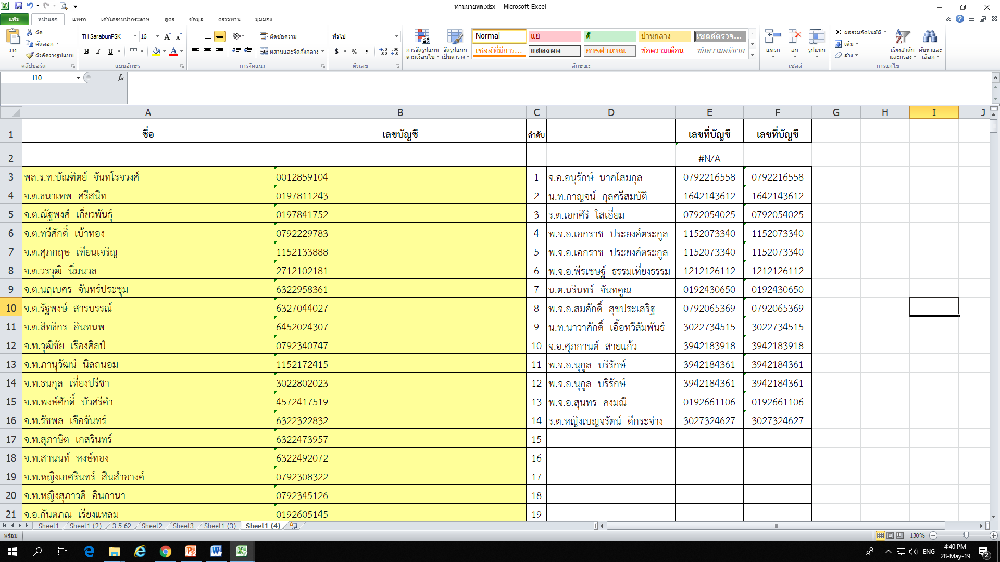 ท่านนายพล.xlsx - Microsoft Excel
แฟ้ม หน้าแรก แทรก เค้าโครงหน้ากระดาษ สูตร ข้อมูล ตรวจทาน มุมมอง
วาง ตัด คัดลอก ตัวคัดวางรูปแบบ คลิปบอร์ด
TH SarabunPSK 16 B I U แบบอักษร
ตัดข้อความ ผสานและจัดกึ่งกลาง การจัดแนว
ทั่วไป $ % , ตัวเลข
การจัดรูปแบบตามเงื่อนไข จัดรูปแบบเป็นตาราง
Normal แย่ ดี ปานกลาง เซลล์ตรวจ...
เซลล์ที่มีการ... แสดงผล การคำนวณ ข้อความเตือน ข้อความอธิบาย
ลักษณะ
แทรก ลบ รูปแบบ เซลล์
ผลรวมอัตโนมัติ เติม ล้าง เรียงลำดับและกรอง ค้นหาและเลือก การแก้ไข
I10 fx
A B C D E F G H I J
1 ชื่อ เลขบัญชี ลำดับ เลขที่บัญชี เลขที่บัญชี
2 #N/A
3 พล.ร.ท.บัณฑิตย์ จันทโรจวงศ์ 0012859104 1 จ.อ.อนุรักษ์ นาคโสมกุล 0792216558 0792216558
4 จ.ต.ธนาเทพ ศรีสนิท 0197811243 2 น.ท.กาญจน์ กุลศรีสมบัติ 1642143612 1642143612
5 จ.ต.ณัฐพงศ์ เกี่ยวพันธุ์ 0197841752 3 ร.ต.เอกศิริ ใสเอี่ยม 0792054025 0792054025
6 จ.ต.ทวีศักดิ์ เบ้าทอง 0792229783 4 พ.จ.อ.เอกราช ประยงค์ตระกูล 1152073340 1152073340
7 จ.ต.ศุภกฤษ เทียนเจริญ 1152133888 5 พ.จ.อ.เอกราช ประยงค์ตระกูล 1152073340 1152073340
8 จ.ต.วรวุฒิ นิ่มนวล 2712102181 6 พ.จ.อ.พีรเชษฐ์ ธรรมเที่ยงธรรม 1212126112 1212126112
9 จ.ต.นฤเบศร จันทร์ประชุม 6322958361 7 น.ต.นรินทร์ จันทคูณ 0192430650 0192430650
10 จ.ต.รัฐพงษ์ สารบรรณ์ 6327044027 8 พ.จ.อ.สมศักดิ์ สุขประเสริฐ 0792065369 0792065369
11 จ.ต.สิทธิกร อินทนพ 6452024307 9 น.ท.นาวาศักดิ์ เอื้อทวีสัมพันธ์ 3022734515 3022734515
12 จ.ท.วุฒิชัย เรืองศิลป์ 0792340747 10 จ.อ.ศุภกานต์ สายแก้ว 3942183918 3942183918
13 จ.ท.ภานุวัฒน์ นิลถนอม 1152172415 11 พ.จ.อ.นุกูล บริรักษ์ 3942184361 3942184361
14 จ.ท.ธนกุล เที่ยงปรีชา 3022802023 12 พ.จ.อ.นุกูล บริรักษ์ 3942184361 3942184361
15 จ.ท.พงษ์ศักดิ์ บัวศรีคำ 4572417519 13 พ.จ.อ.สุนทร คงมณี 0192661106 0192661106
16 จ.ท.รัชพล เจือจันทร์ 6322322832 14 ร.ต.หญิงเบญจรัตน์ ดีกระจ่าง 3027324627 3027324627
17 จ.ท.สุภาษิต เกสรินทร์ 6322473957 15
18 จ.ท.สานนท์ หงษ์ทอง 6322492072 16
19 จ.ท.หญิงเกศรินทร์ สินสำอางค์ 0792308322 17
20 จ.ท.หญิงสุภาวดี อินกานา 0792345126 18
21 จ.อ.กันตภณ เรียงแหลม 0192605145 19
Sheet1 Sheet1 (2) 3 5 62 Sheet2 Sheet3 Sheet1 (3) Sheet1 (4)
พร้อม 130%
ENG 4:40 PM
28-May-19 2